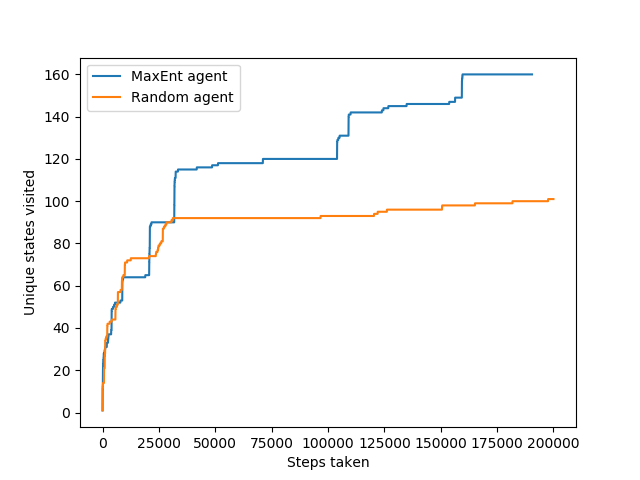 MaxEnt agent
Random agent
160
140
120
100
80
60
40
20
0
Unique states visited
0 25000 50000 75000 100000 125000 150000 175000 200000
Steps taken